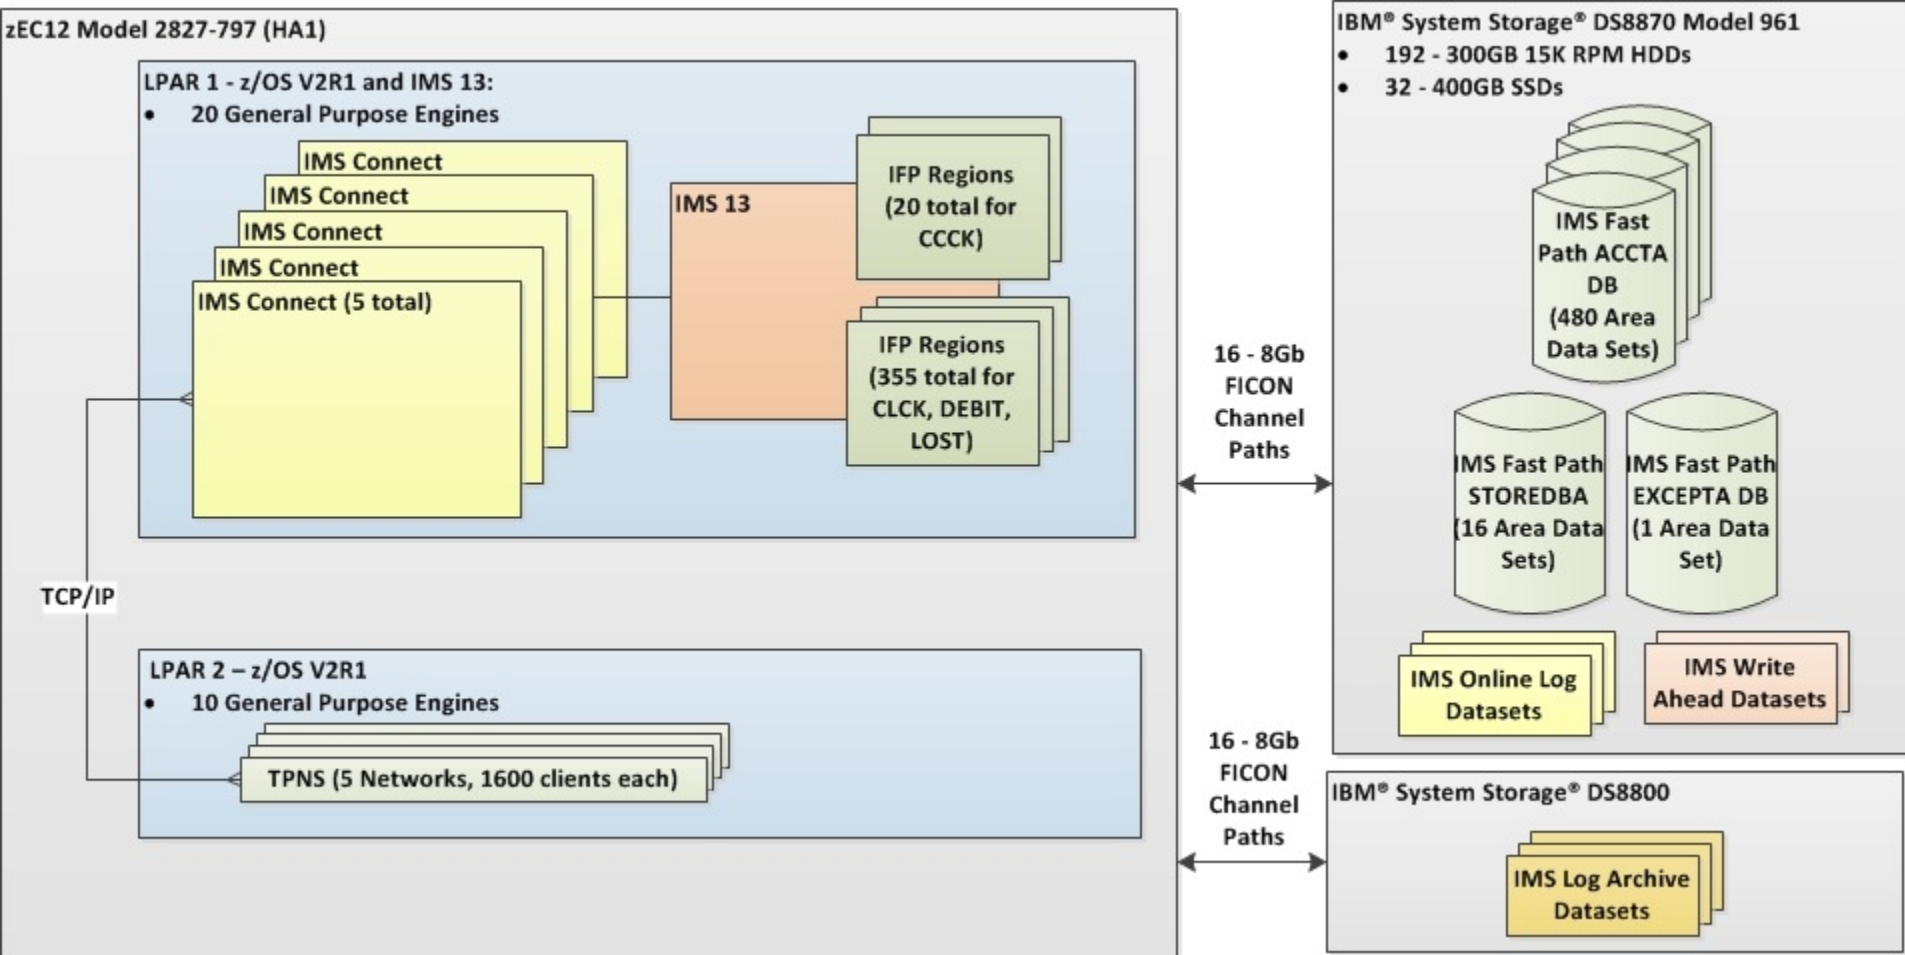 zEC12 Model 2827-797 (HA1)
LPAR 1 - z/OS V2R1 and IMS 13:
• 20 General Purpose Engines
IMS Connect
IMS Connect
IMS Connect
IMS Connect
IMS Connect (5 total)
IMS 13
IFP Regions
(20 total for
CCCK)
IFP Regions
(355 total for
CLCK, DEBIT,
LOST)
TCP/IP
LPAR 2 – z/OS V2R1
• 10 General Purpose Engines
TPNS (5 Networks, 1600 clients each)
16 - 8Gb
FICON
Channel
Paths
16 - 8Gb
FICON
Channel
Paths
IBM® System Storage® DS8870 Model 961
• 192 - 300GB 15K RPM HDDs
• 32 - 400GB SSDs
IMS Fast
Path ACCTA
DB
(480 Area
Data Sets)
IMS Fast Path
STOREDBA
(16 Area Data
Sets)
IMS Fast Path
EXCEPTA DB
(1 Area Data
Set)
IMS Online Log
Datasets
IMS Write
Ahead Datasets
IBM® System Storage® DS8800
IMS Log Archive
Datasets